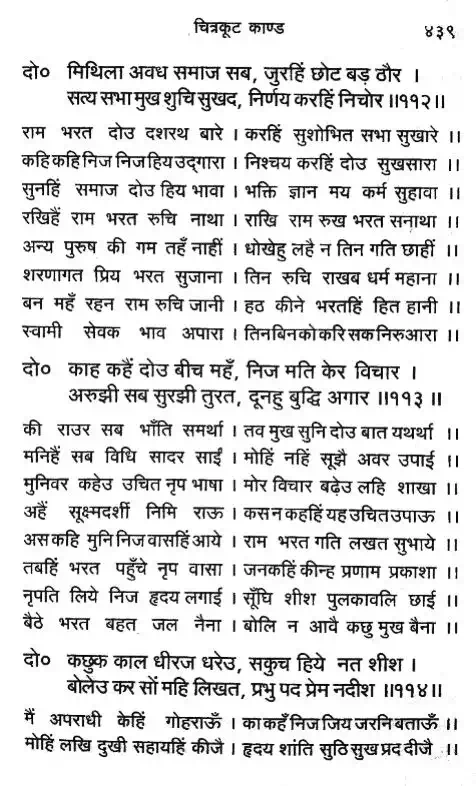 चित्रकूट काण्ड ४३९
दो० मिथिला अवध समाज सब, जुरहिं छोट बड़ ठौर ।
सत्य सभा मुख शुचि सुखद, निर्णय करहिं निचोर ॥११२॥
राम भरत दोउ दशरथ बारे । करहिं सुशोभित सभा सुखारे ॥
कहि कहि निज निज हिय उद्गारा । निश्चय करहिं दोउ सुखसारा ॥
सुनहिं समाज दोउ हिय भावा । भक्ति ज्ञान मय कर्म सुहावा ॥
रखिहैं राम भरत रुचि नाथा । राखि राम रुख भरत सनाथा ॥
अन्य पुरुष की गम तहँ नाहीं । धोखेहु लहै न तिन गति छाहीं ॥
शरणागत प्रिय भरत सुजाना । तिन रुचि राखब धर्म महाना ॥
बन महँ रहन राम रुचि जानी । हठ कीने भरतहिं हित हानी ॥
स्वामी सेवक भाव अपारा । तिन बिन को करि सक निरुआरा ॥
दो० काह कहैं दोउ बीच महँ, निज मति केर विचार ।
अरुझी सब सुरझी तुरत, दूनहु बुद्धि अगार ॥११३॥
की राउर सब भाँति समर्था । तव मुख सुनि दोउ बात यथर्था ॥
मनिहैं सब विधि सादर साईं । मोहिं नहिं सूझै अवर उपाई ॥
मुनिवर कहेउ उचित नृप भाषा । मोर विचार बढ़ेउ लहि शाखा ॥
अहैं सूक्ष्मदर्शी निमि राऊ । कस न कहहिं यह उचित उपाऊ ॥
अस कहि मुनि निज वासहिं आये । राम भरत गति लखत सुभाये ॥
तबहिं भरत पहुँचे नृप वासा । जनकहिं कीन्ह प्रणाम प्रकाशा ॥
नृपति लिये निज हृदय लगाई । सूँघि शीश पुलकावलि छाई ॥
बैठे भरत बहत जल नैना । बोलि न आवै कछु मुख बैना ॥
दो० कछुक काल धीरज धरेउ, सकुच हिये नत शीश ।
बोलेउ कर सों महि लिखत, प्रभु पद प्रेम नदीश ॥११४॥
मैं अपराधी केहिं गोहराऊँ । का कहँ निज जिय जरनि बताऊँ ॥
मोहिं लखि दुखी सहायहिं कीजै । हृदय शांति सुठि सुख प्रद दीजै ॥